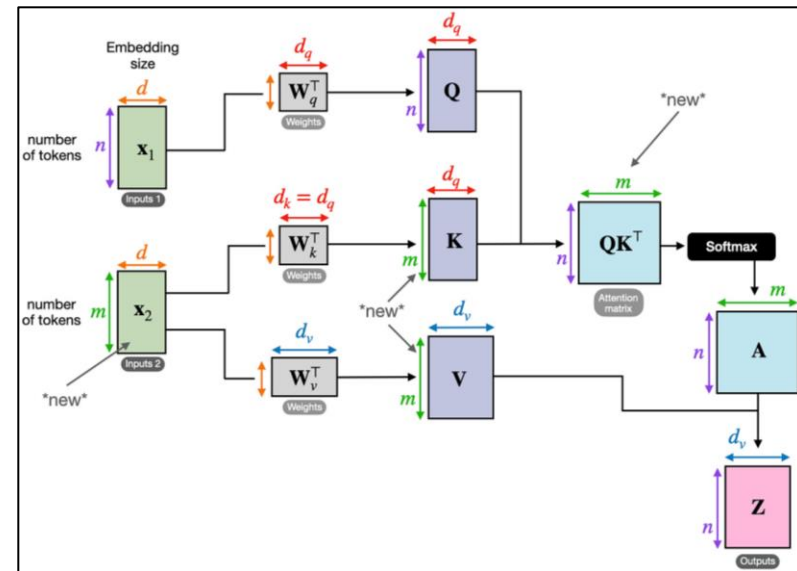 Embedding
size
d
number
of tokens
n
x₁
Inputs 1
d_q
W_q^⊤
Weights
d_q
n
Q
*new*
d_k = d_q
W_k^⊤
Weights
d_q
m
K
m
n
QK^⊤
Attention
matrix
Softmax
d
number
of tokens
m
x₂
Inputs 2
*new*
*new*
d_v
W_v^⊤
Weights
d_v
m
V
m
n
A
d_v
n
Z
Outputs